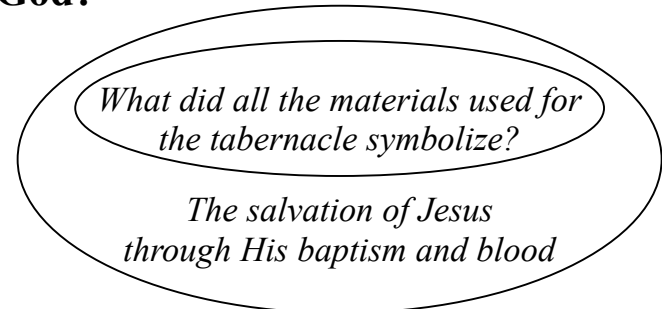 God?
What did all the materials used for
the tabernacle symbolize?
The salvation of Jesus
through His baptism and blood